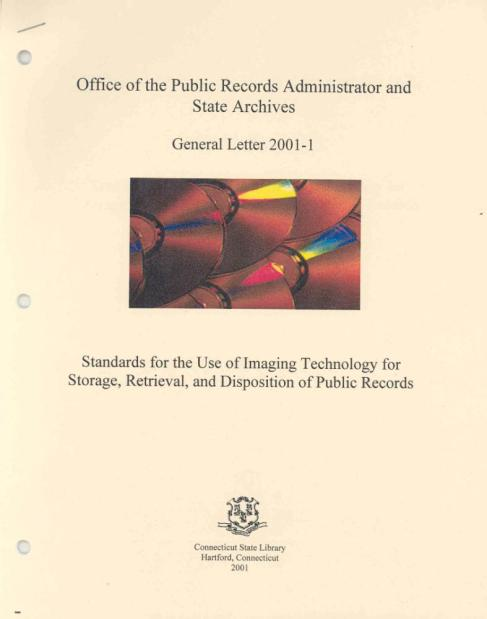 Office of the Public Records Administrator and
State Archives
General Letter 2001-1
Standards for the Use of Imaging Technology for
Storage, Retrieval, and Disposition of Public Records
Connecticut State Library
Hartford, Connecticut
2001